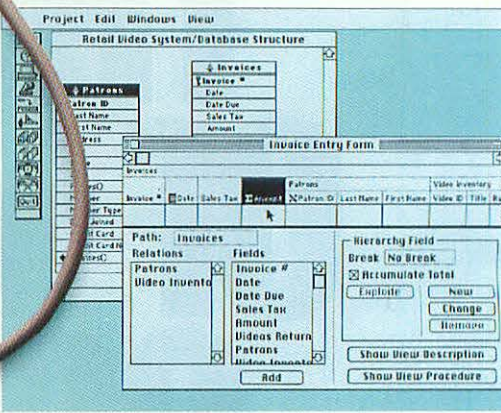 Project Edit Windows View
Retail Video System/Database Structure
Patrons
Patron ID
Last Name
First Name
Invoices
Invoice #
Date
Date Due
Sales Tax
Amount
Invoice Entry Form
Invoices
Patrons
Video Inventory
Invoice # Date Sales Tax Amount Patron ID Last Name First Name Video ID Title
Path: Invoices
Relations
Patrons
Video Invento
Fields
Invoice #
Date
Date Due
Sales Tax
Amount
Videos Return
Patrons
Video Invento
Add
Hierarchy Field
Break No Break
Accumulate Total
Explode
New
Change
Remove
Show View Description
Show View Procedure